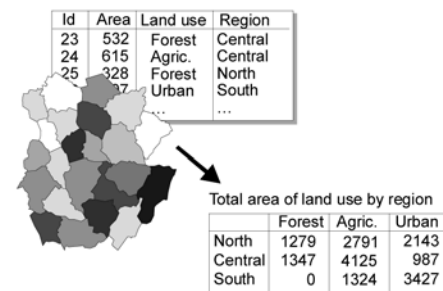 Id Area Land use Region
23 532 Forest Central
24 615 Agric. Central
25 328 Forest North
Urban South
... ...
Total area of land use by region
Forest Agric. Urban
North 1279 2791 2143
Central 1347 4125 987
South 0 1324 3427